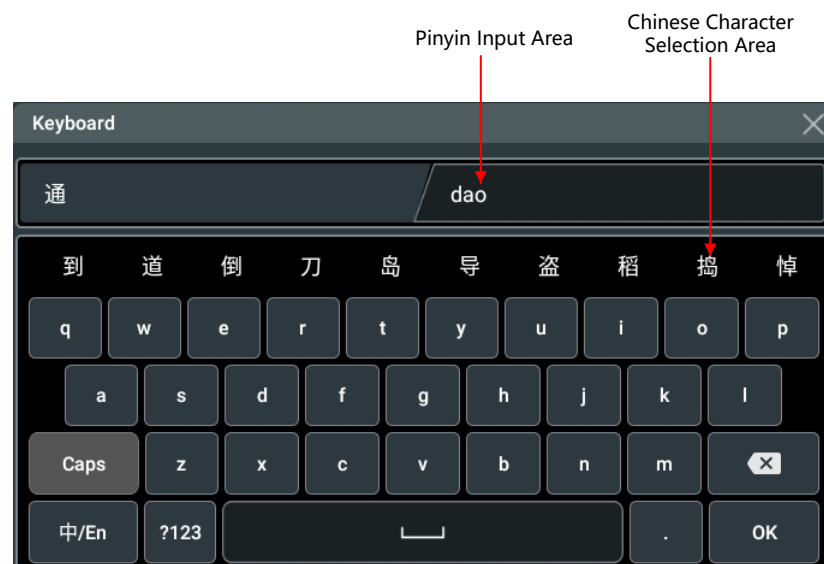 Pinyin Input Area
Chinese Character
Selection Area
Keyboard
通 dao
到 道 倒 刀 岛 导 盗 稻 捣 悼
q w e r t y u i o p
a s d f g h j k l
Caps z x c v b n m
中/En ?123 . OK